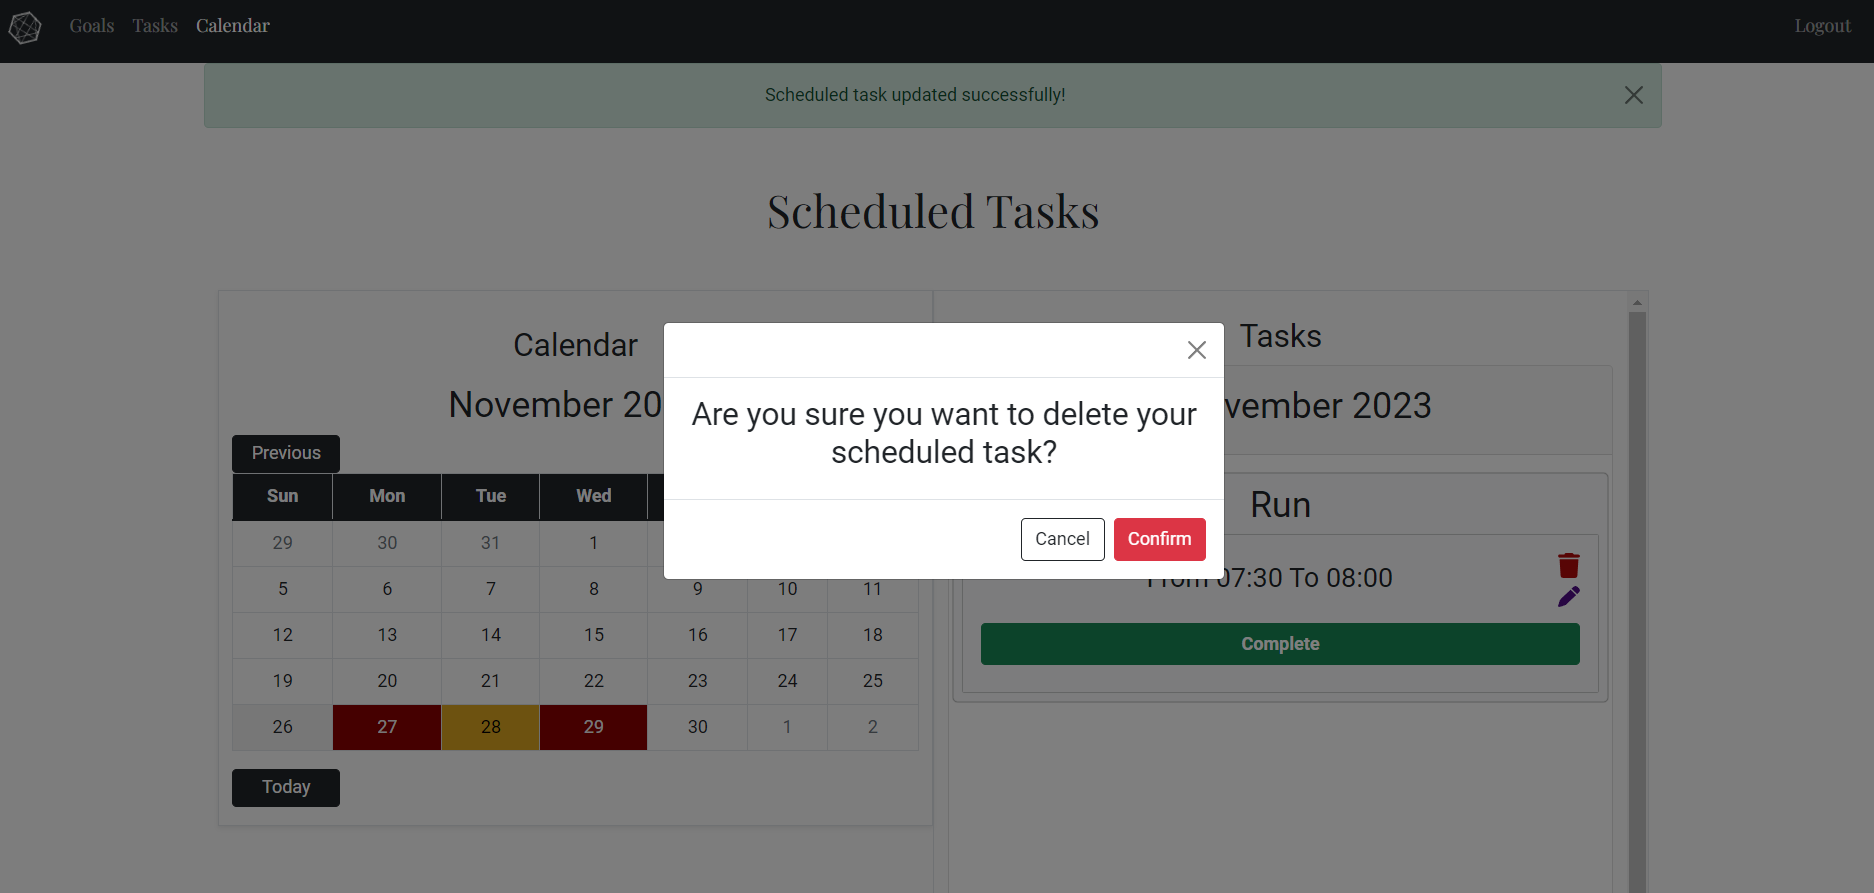 Goals Tasks Calendar Logout
Scheduled task updated successfully!
Scheduled Tasks
Calendar
November 20
Previous
Sun Mon Tue Wed
29 30 31 1
5 6 7 8 9 10 11
12 13 14 15 16 17 18
19 20 21 22 23 24 25
26 27 28 29 30 1 2
Today
Are you sure you want to delete your
scheduled task?
Cancel Confirm
Tasks
vember 2023
Run
From 07:30 To 08:00
Complete